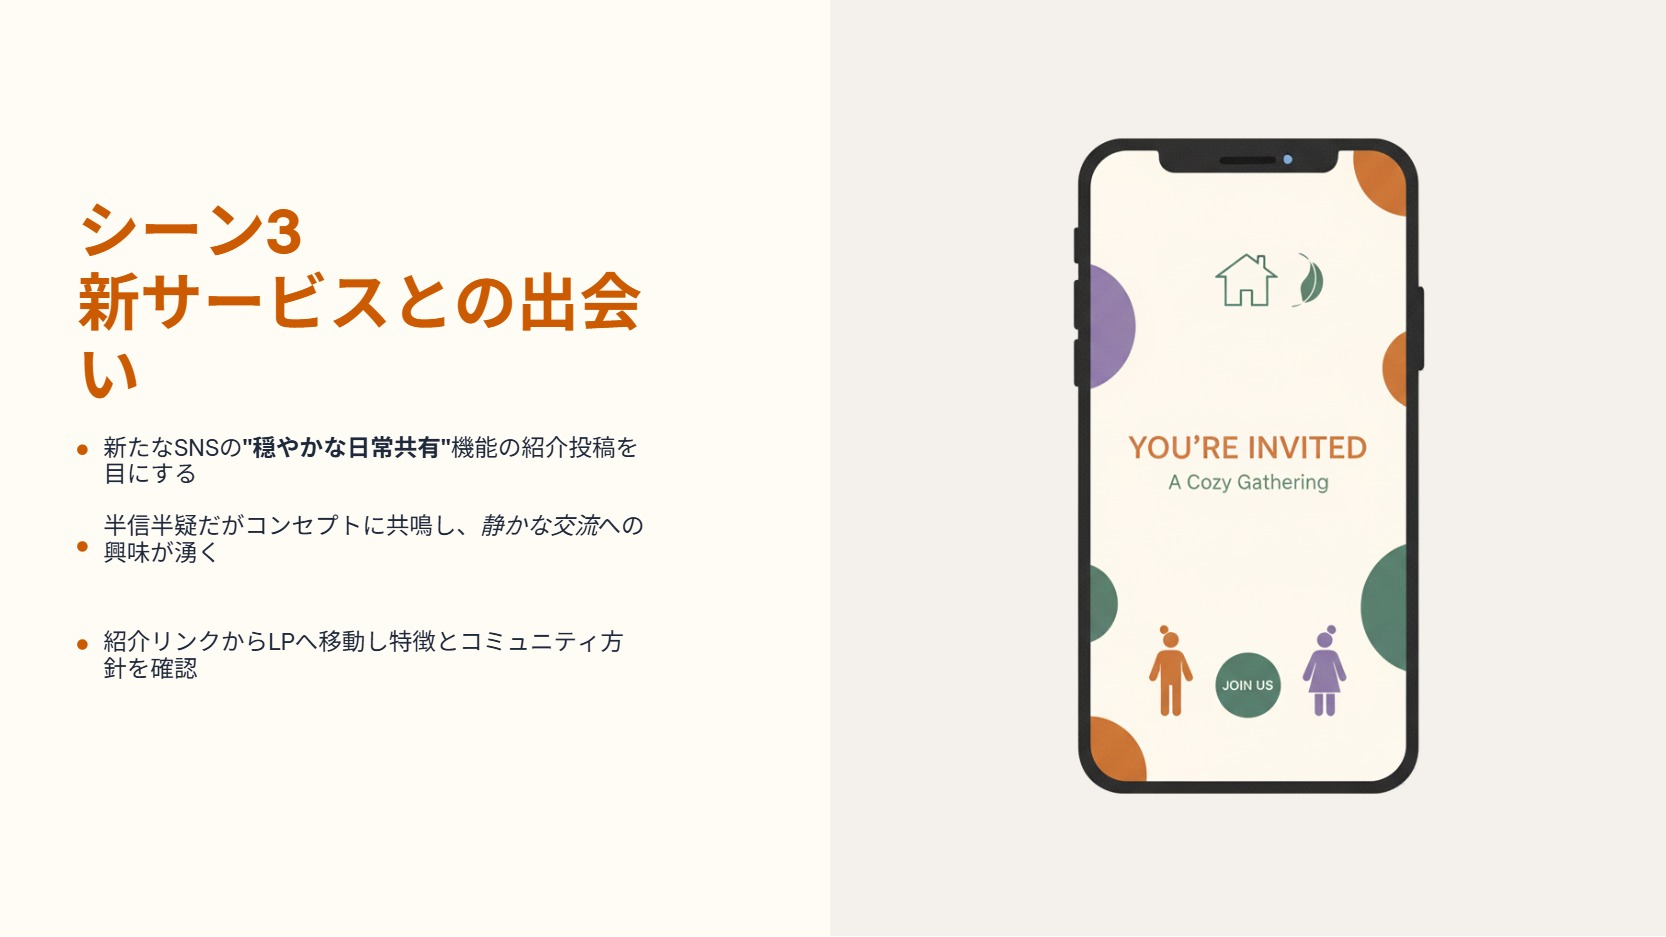 シーン3
新サービスとの出会
い
新たなSNSの"穏やかな日常共有"機能の紹介投稿を
目にする
半信半疑だがコンセプトに共鳴し、静かな交流への
興味が湧く
紹介リンクからLPへ移動し特徴とコミュニティ方
針を確認
YOU’RE INVITED
A Cozy Gathering
JOIN US